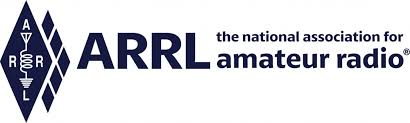 A
R R
L
ARRL
the national association for
amateur radio®